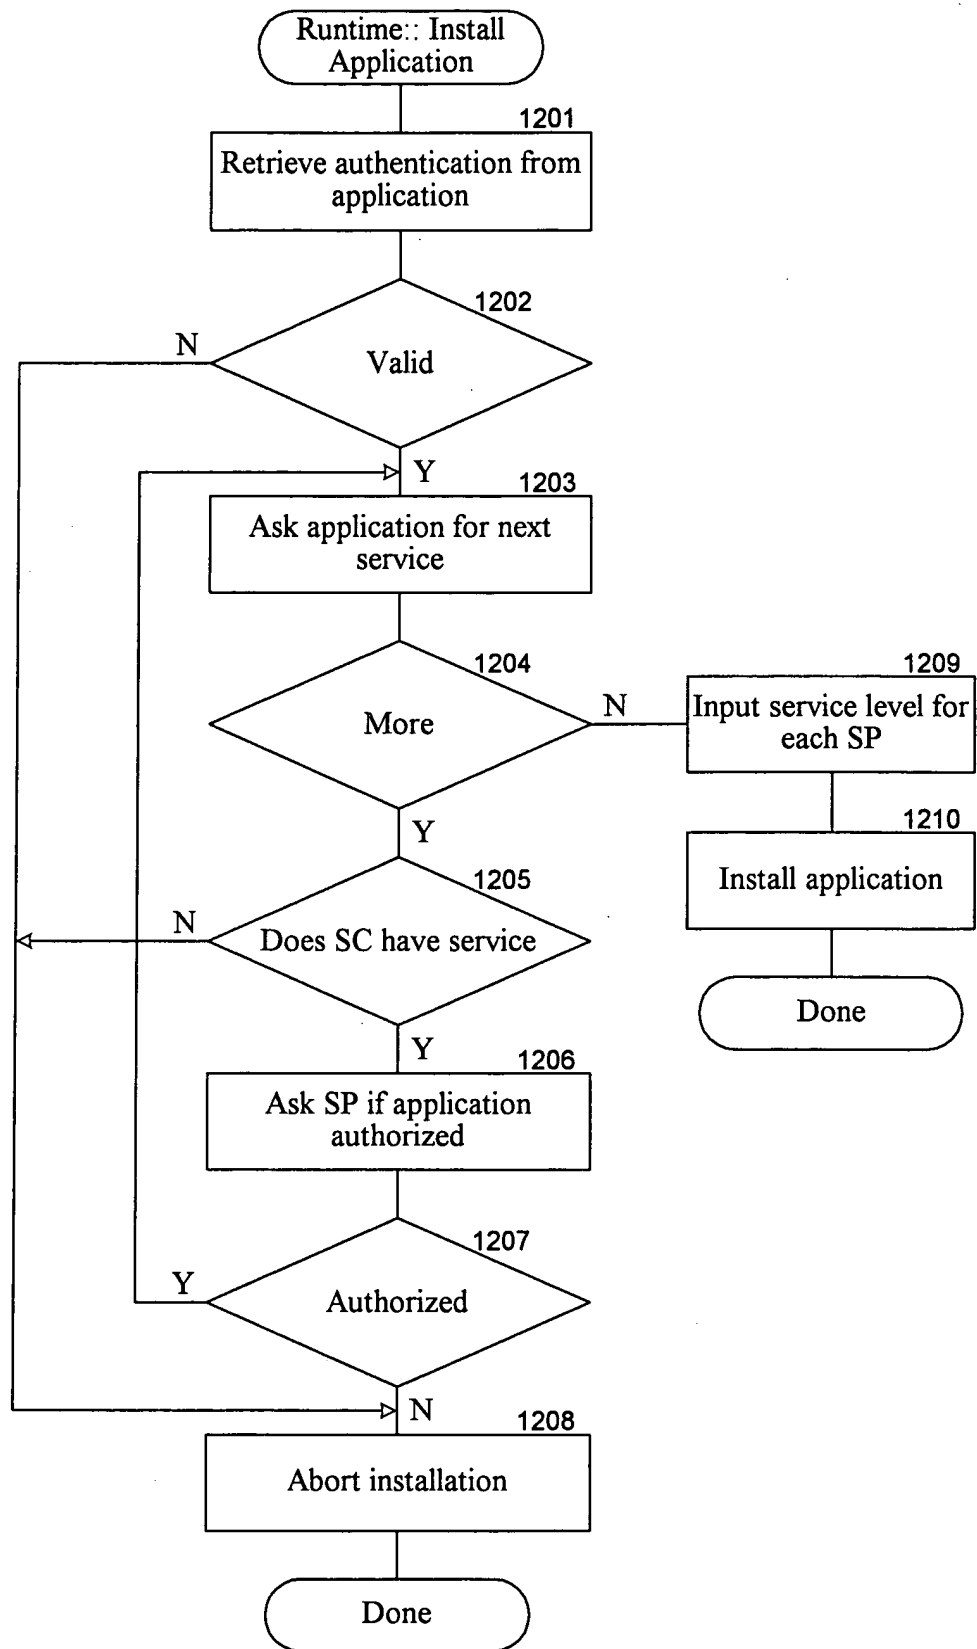 Runtime:: Install
Application
1201
Retrieve authentication from
application
1202
N
Valid
Y
1203
Ask application for next
service
1204
N
More
1209
Input service level for
each SP
Y
1210
Install application
1205
N
Does SC have service
Done
Y
1206
Ask SP if application
authorized
1207
Y
Authorized
N
1208
Abort installation
Done